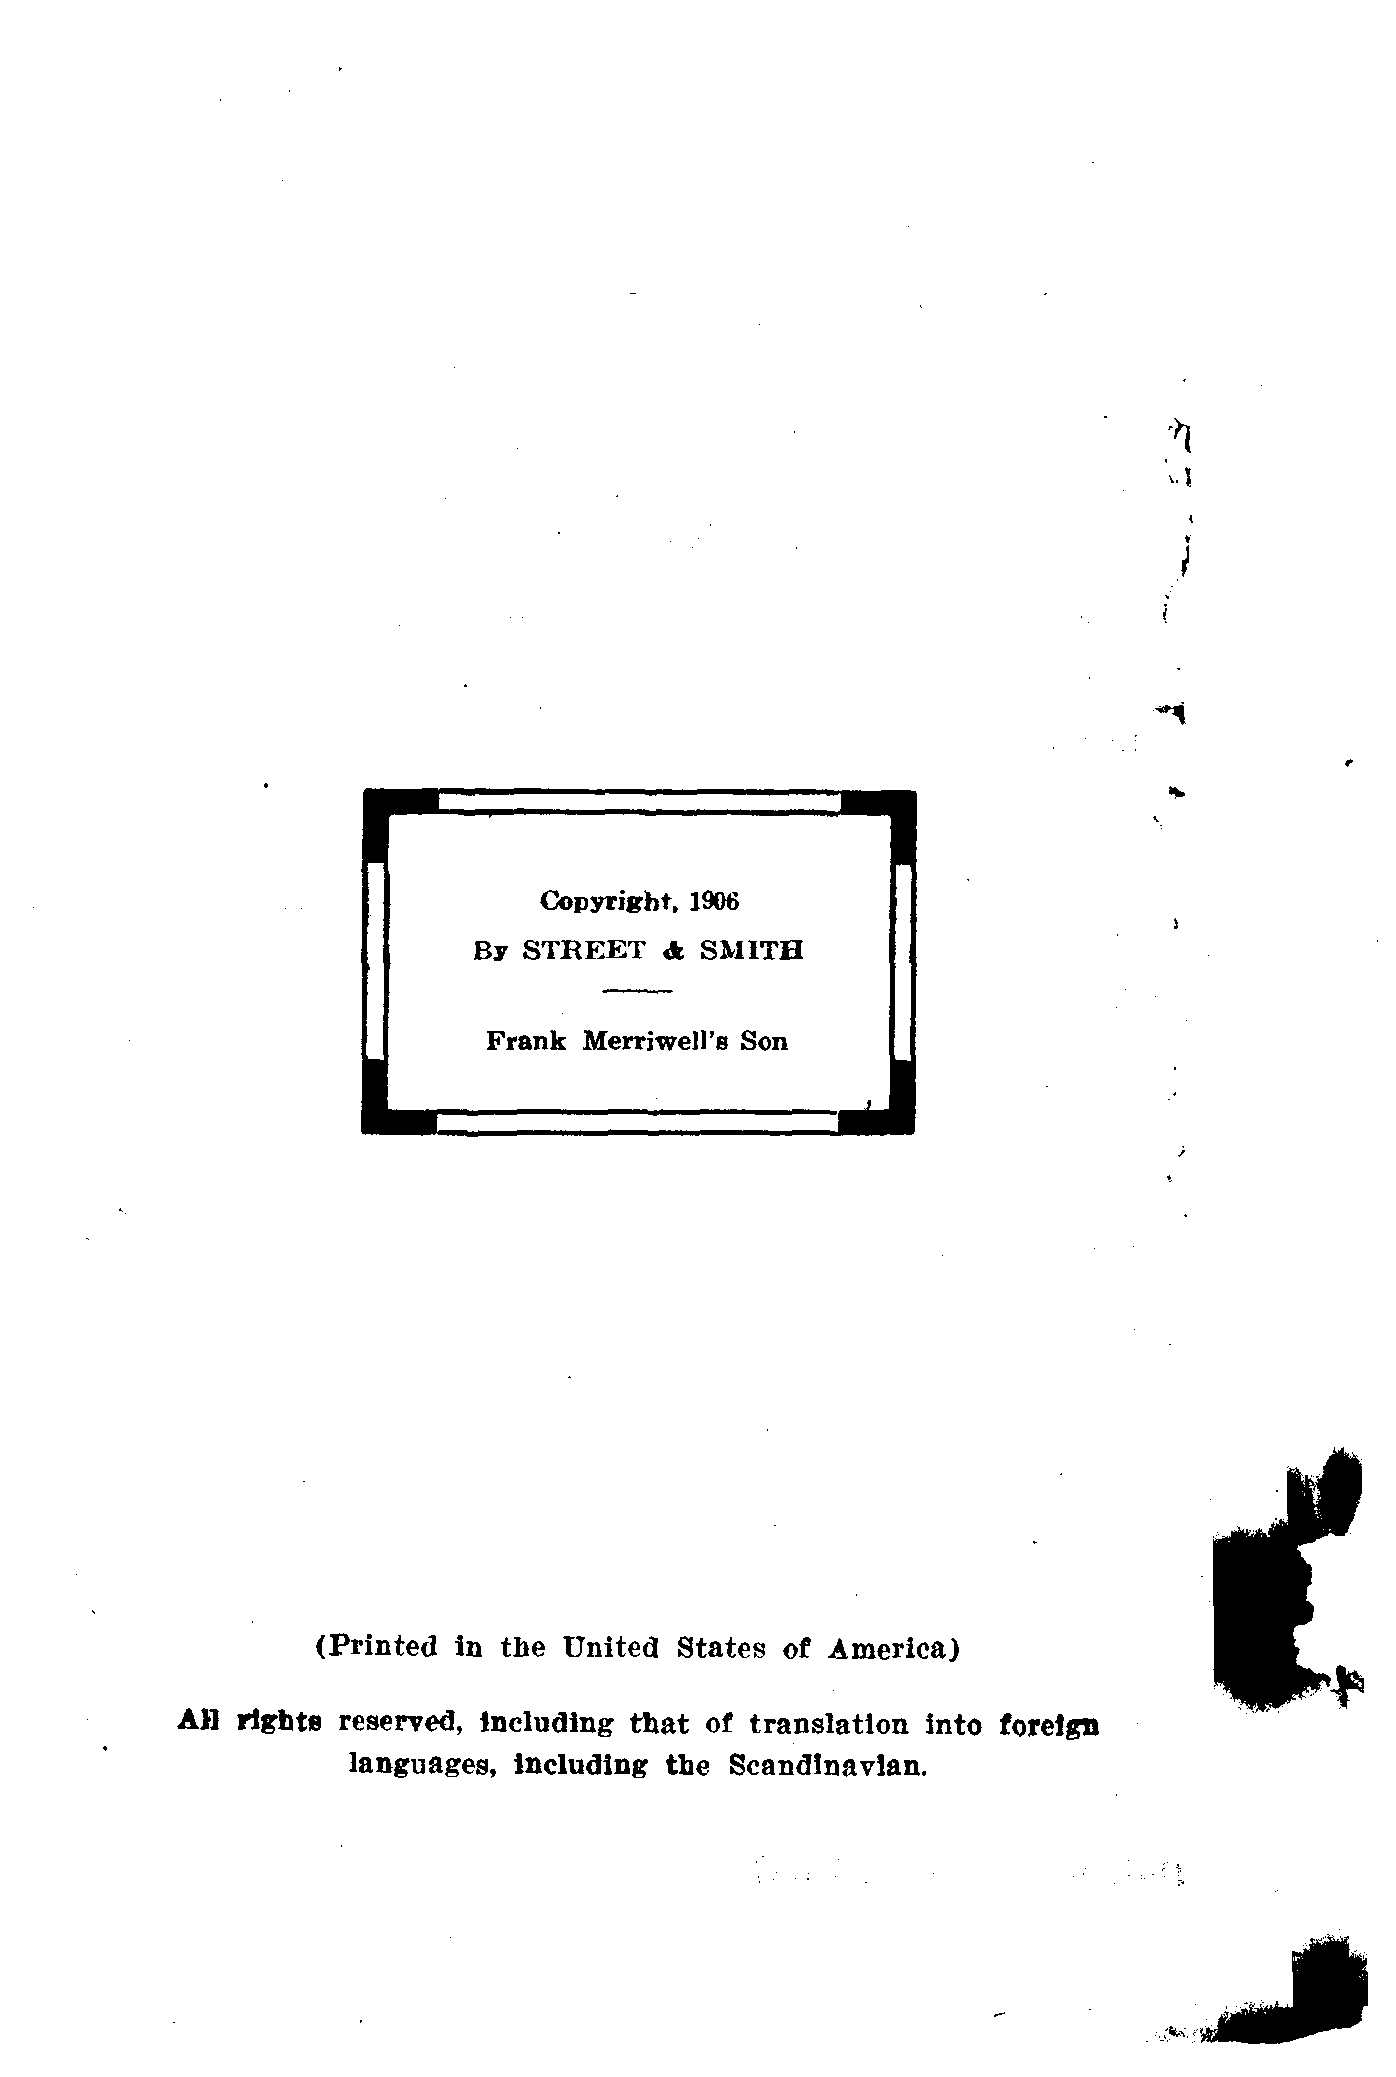 Copyright, 1906
By STREET & SMITH
Frank Merriwell's Son
(Printed in the United States of America)
All rights reserved, including that of translation into foreign
languages, including the Scandinavian.